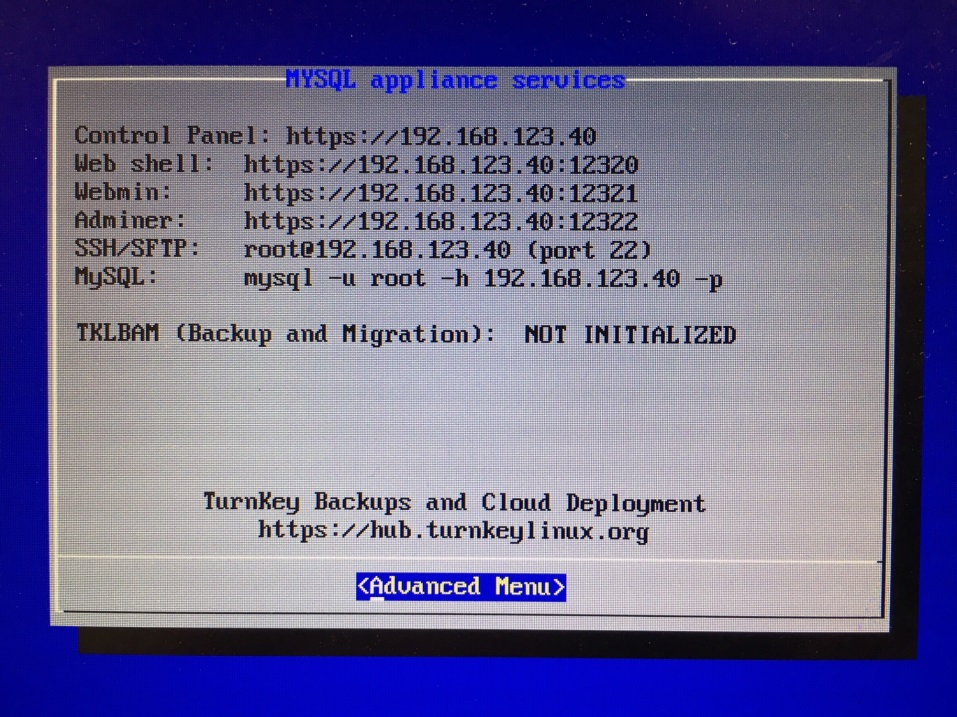 MYSQL appliance services
Control Panel: https://192.168.123.40
Web shell: https://192.168.123.40:12320
Webmin: https://192.168.123.40:12321
Adminer: https://192.168.123.40:12322
SSH/SFTP: root@192.168.123.40 (port 22)
MySQL: mysql -u root -h 192.168.123.40 -p
TKLBAM (Backup and Migration): NOT INITIALIZED
TurnKey Backups and Cloud Deployment
https://hub.turnkeylinux.org
<Advanced Menu>